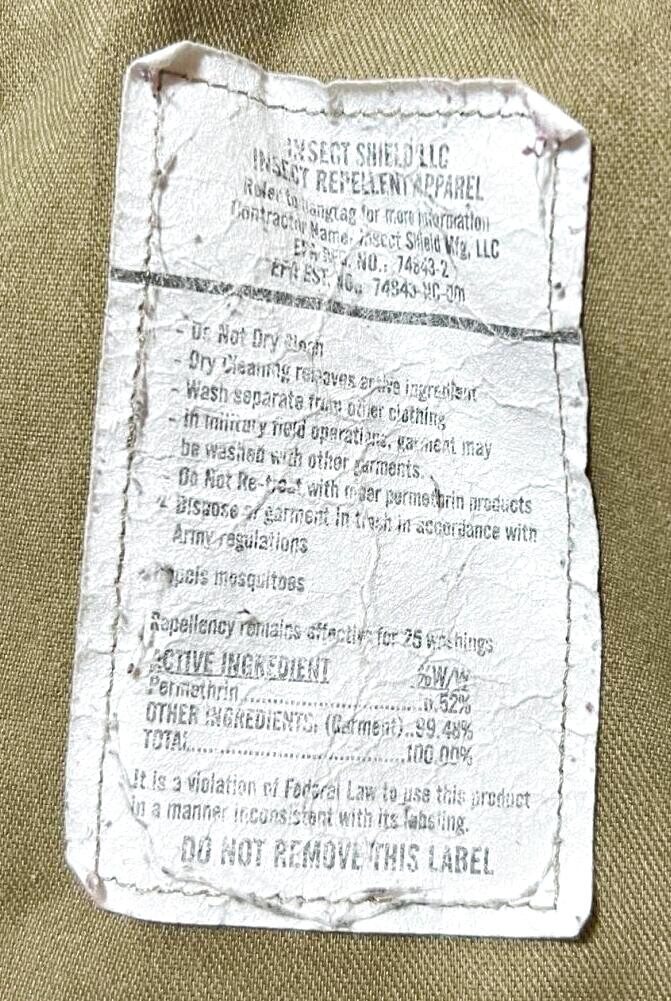 INSECT SHIELD LLC
INSECT REPELLENT APPAREL
Refer to hangtag for more information
Contractor Name: Insect Shield Mfg, LLC
EPA REG. NO.: 74843-2
EPA EST. NO.: 74843-NC-001
- Do Not Dry Clean
- Dry Cleaning removes active ingredient
- Wash separate from other clothing
- In military field operations, garment may
be washed with other garments.
- Do Not Re-treat with other permethrin products
- Dispose of garment in trash in accordance with
Army regulations
Repels mosquitoes
Repellency remains effective for 25 washings
ACTIVE INGREDIENT %W/W
Permethrin..............................0.52%
OTHER INGREDIENTS: (Garment)..99.48%
TOTAL...............................100.00%
It is a violation of Federal Law to use this product
in a manner inconsistent with its labeling.
DO NOT REMOVE THIS LABEL